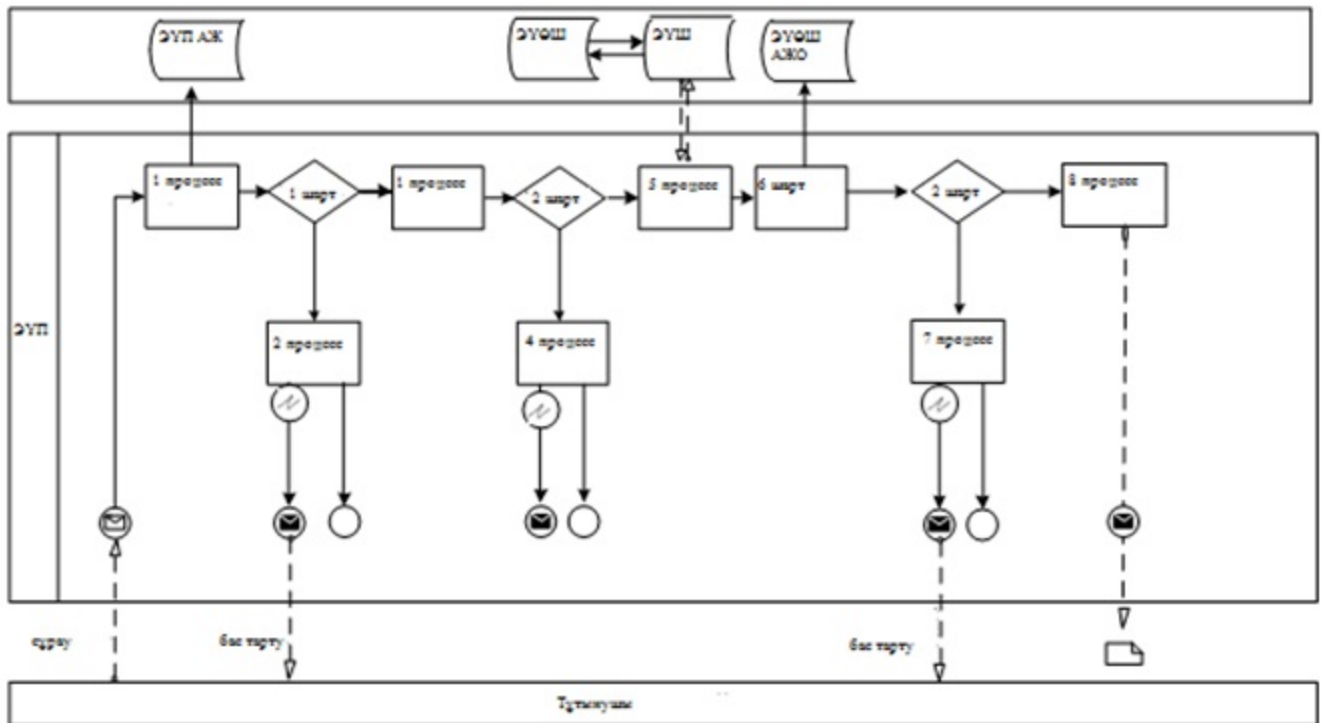 ЭҮП АЖ
ЭҮӨШ
ЭҮШ
ЭҮӨШ
АЖО
1 процесс
1 шарт
1 процесс
2 шарт
5 процесс
6 шарт
2 шарт
8 процесс
ЭҮП
2 процесс
4 процесс
7 процесс
сұрау
бас тарту
бас тарту
Тұтынушы